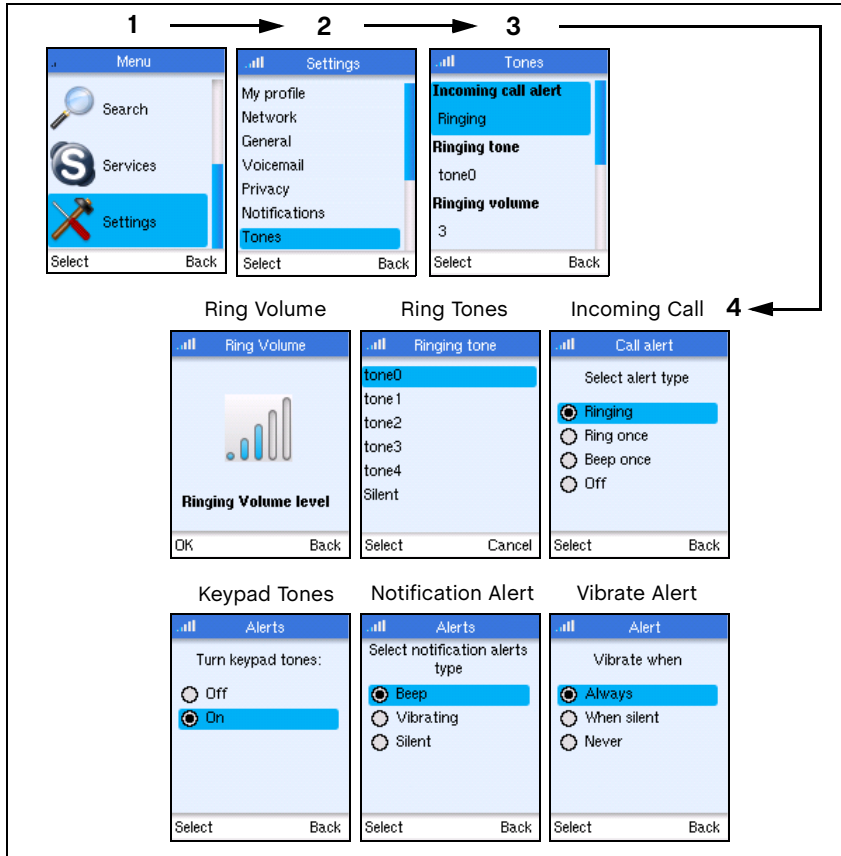 1 2 3
Menu
Search
Services
Settings
Select Back
Settings
My profile
Network
General
Voicemail
Privacy
Notifications
Tones
Select Back
Tones
Incoming call alert
Ringing
Ringing tone
tone0
Ringing volume
3
Select Back
4
Ring Volume
Ring Volume
Ringing Volume level
OK Back
Ring Tones
Ringing tone
tone0
tone1
tone2
tone3
tone4
Silent
Select Cancel
Incoming Call
Call alert
Select alert type
Ringing
Ring once
Beep once
Off
Select Back
Keypad Tones
Alerts
Turn keypad tones:
Off
On
Select Back
Notification Alert
Alerts
Select notification alerts
type
Beep
Vibrating
Silent
Select Back
Vibrate Alert
Alert
Vibrate when
Always
When silent
Never
Select Back